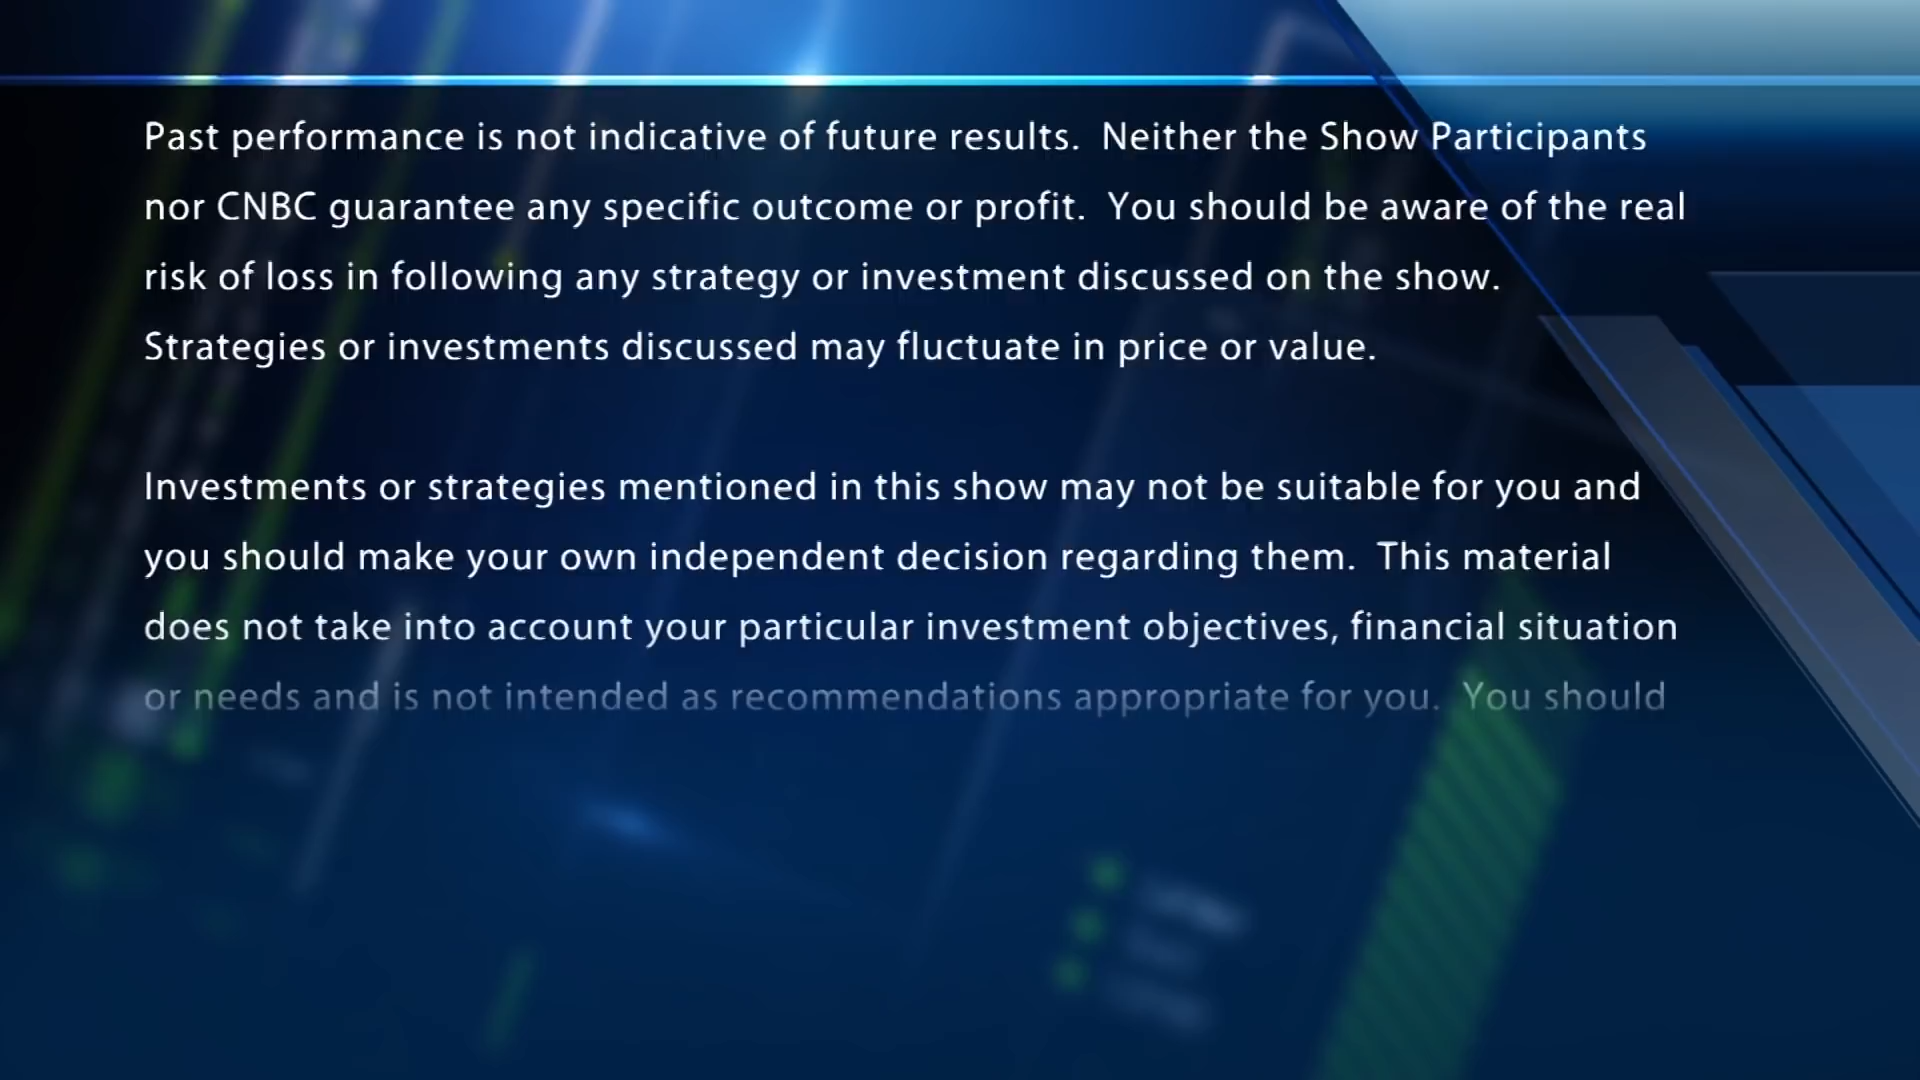 Past performance is not indicative of future results.  Neither the Show Participants
nor CNBC guarantee any specific outcome or profit.  You should be aware of the real
risk of loss in following any strategy or investment discussed on the show.
Strategies or investments discussed may fluctuate in price or value.
Investments or strategies mentioned in this show may not be suitable for you and
you should make your own independent decision regarding them.  This material
does not take into account your particular investment objectives, financial situation
or needs and is not intended as recommendations appropriate for you.  You should